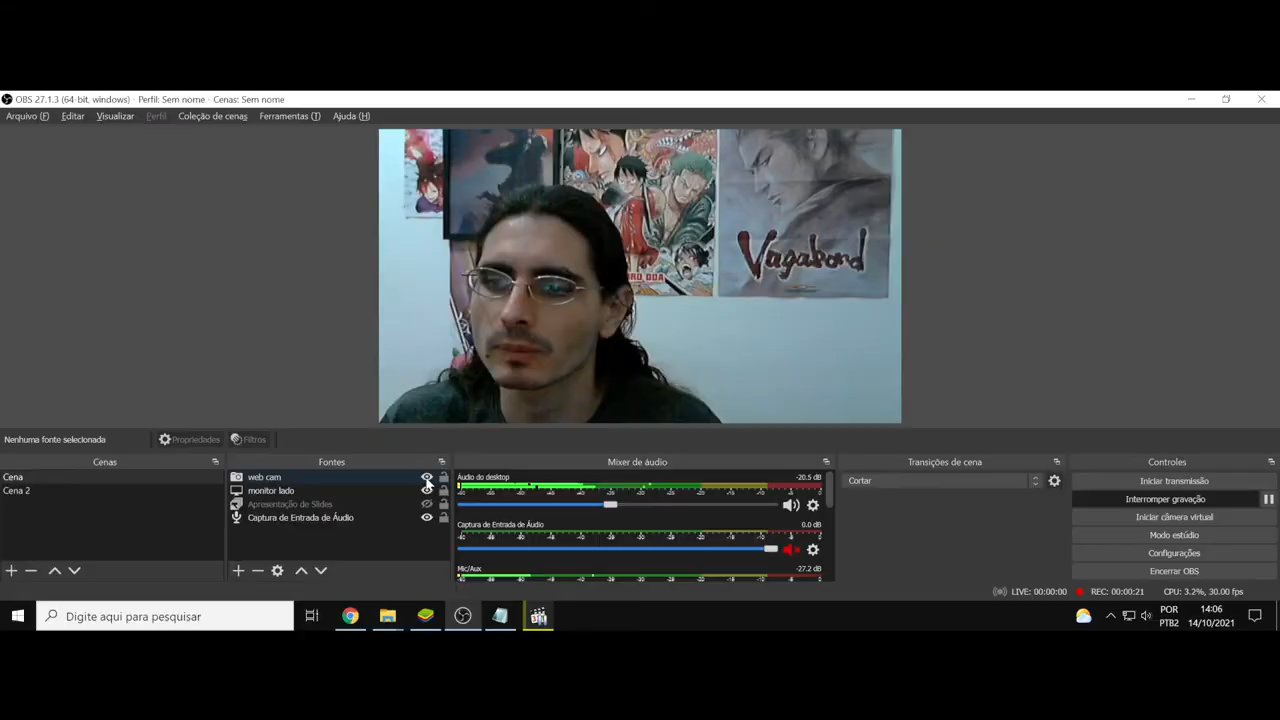 OBS 27.1.3 (64-bit, windows) - Perfil: Sem nome - Cenas: Sem nome
Arquivo (F) Editar Visualizar Perfil Coleção de cenas Ferramentas (T) Ajuda (H)
Vagabond
Nenhuma fonte selecionada Propriedades Filtros
Cenas Fontes Mixer de áudio Transições de cena Controles
Cena
Cena 2
web cam
monitor lado
Apresentação de Slides
Captura de Entrada de Áudio
Áudio do desktop -20.5 dB
Captura de Entrada de Áudio 0.0 dB
Mic/Aux -27.2 dB
Cortar
Iniciar transmissão
Interromper gravação
Iniciar câmera virtual
Modo estúdio
Configurações
Encerrar OBS
LIVE: 00:00:00 REC: 00:00:21 CPU: 3.2%, 30.00 fps
Digite aqui para pesquisar
POR
PTB2
14:06
14/10/2021